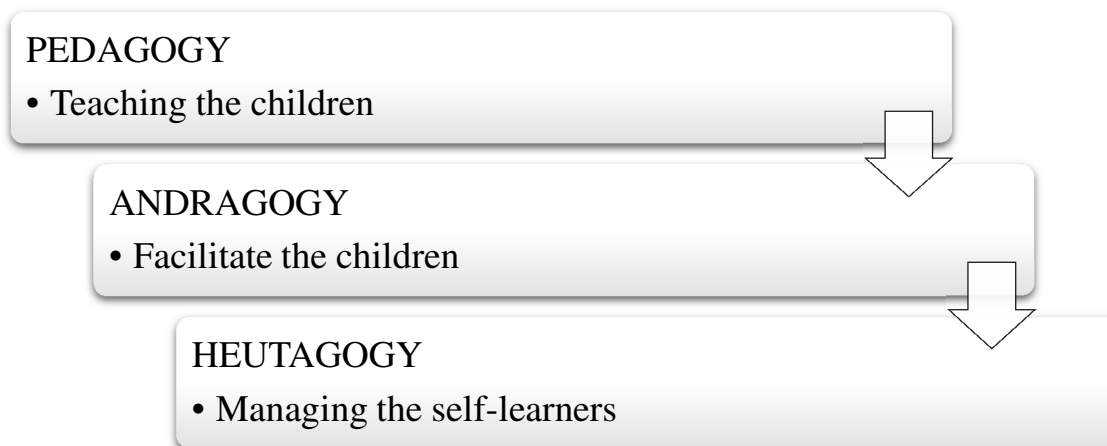 PEDAGOGY
• Teaching the children
ANDRAGOGY
• Facilitate the children
HEUTAGOGY
• Managing the self-learners